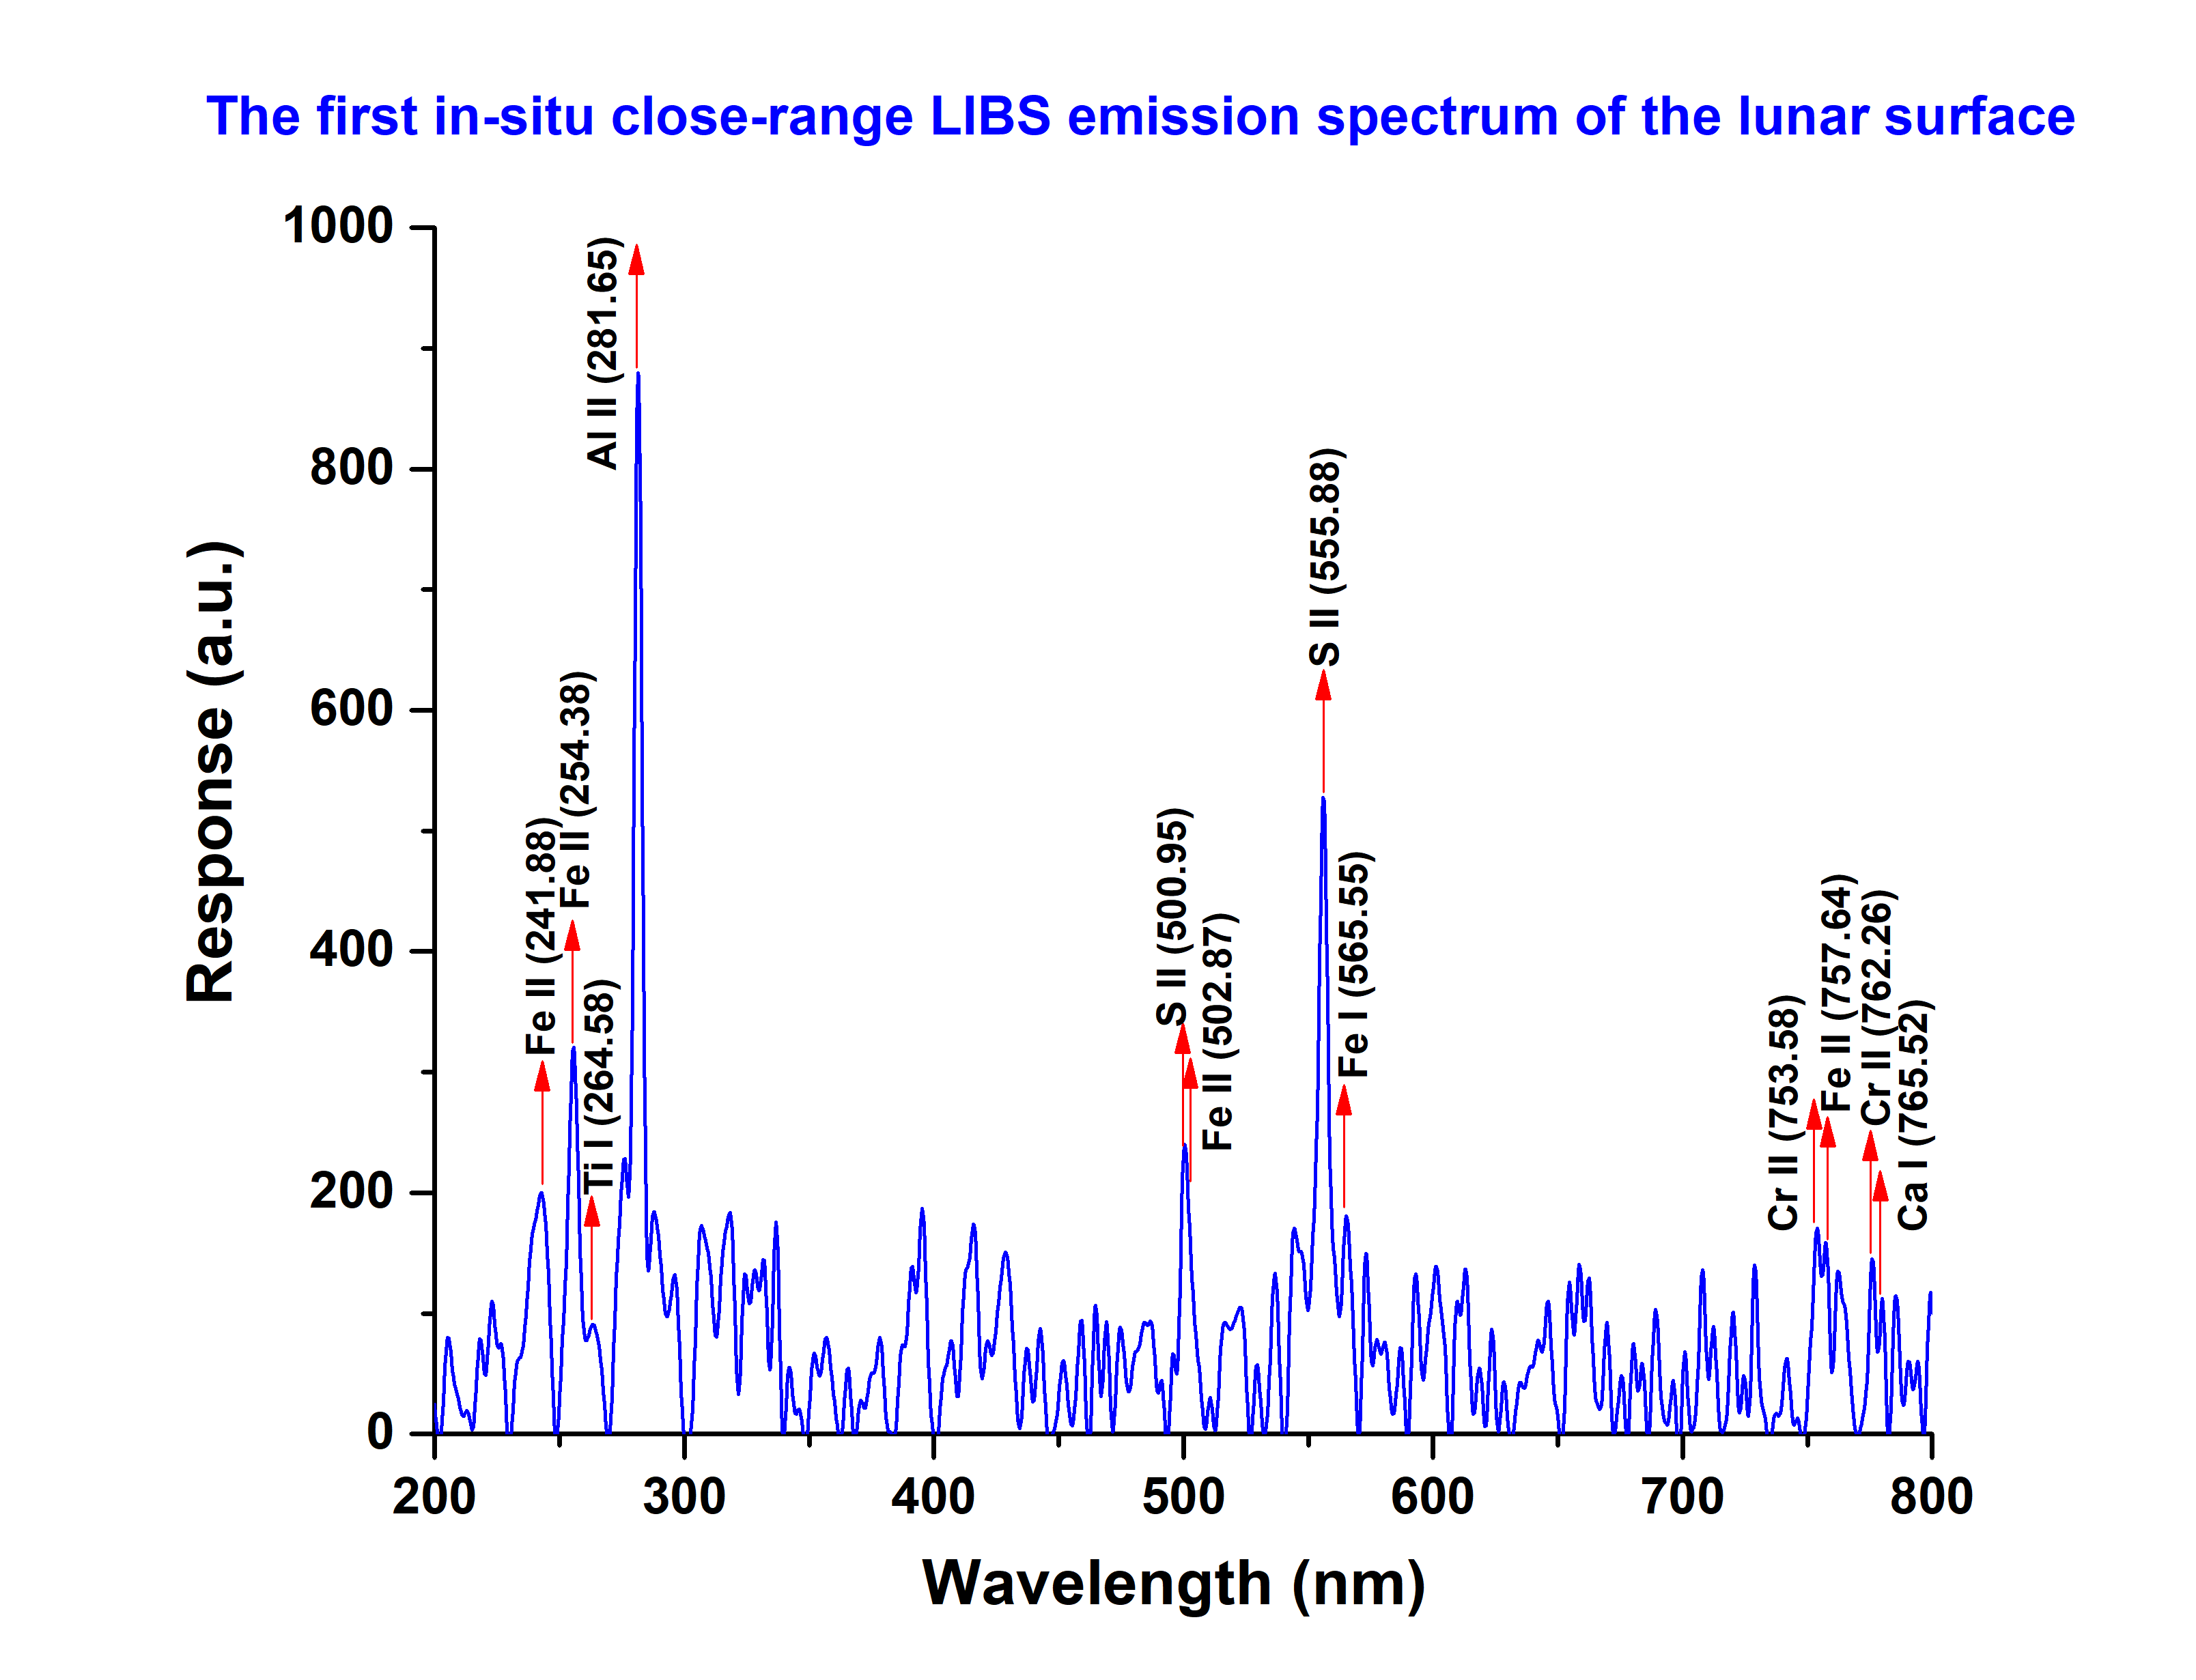 The first in-situ close-range LIBS emission spectrum of the lunar surface
Response (a.u.)
1000
800
600
400
200
0
Fe II (241.88)
Fe II (254.38)
Ti I (264.58)
Al II (281.65)
S II (500.95)
Fe II (502.87)
S II (555.88)
Fe I (565.55)
Cr II (753.58)
Fe II (757.64)
Cr II (762.26)
Ca I (765.52)
200
300
400
500
600
700
800
Wavelength (nm)